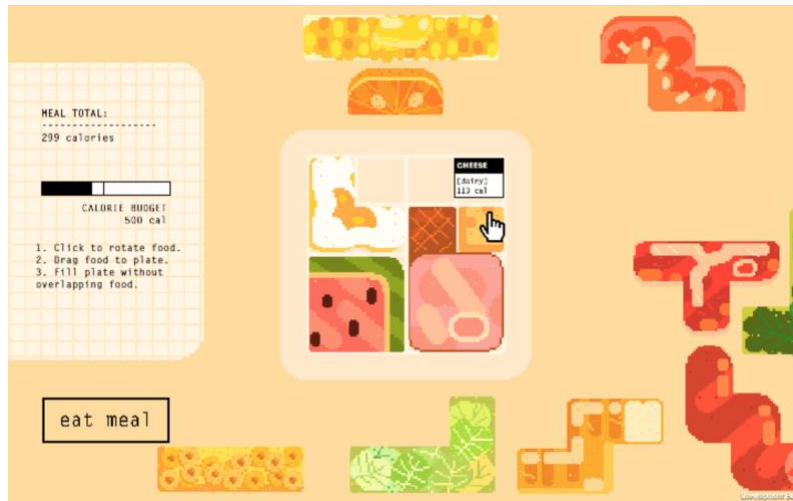 MEAL TOTAL:
299 calories
CALORIE BUDGET
500 cal
1. Click to rotate food.
2. Drag food to plate.
3. Fill plate without
overlapping food.
eat meal
CHEESE
[dairy]
113 cal